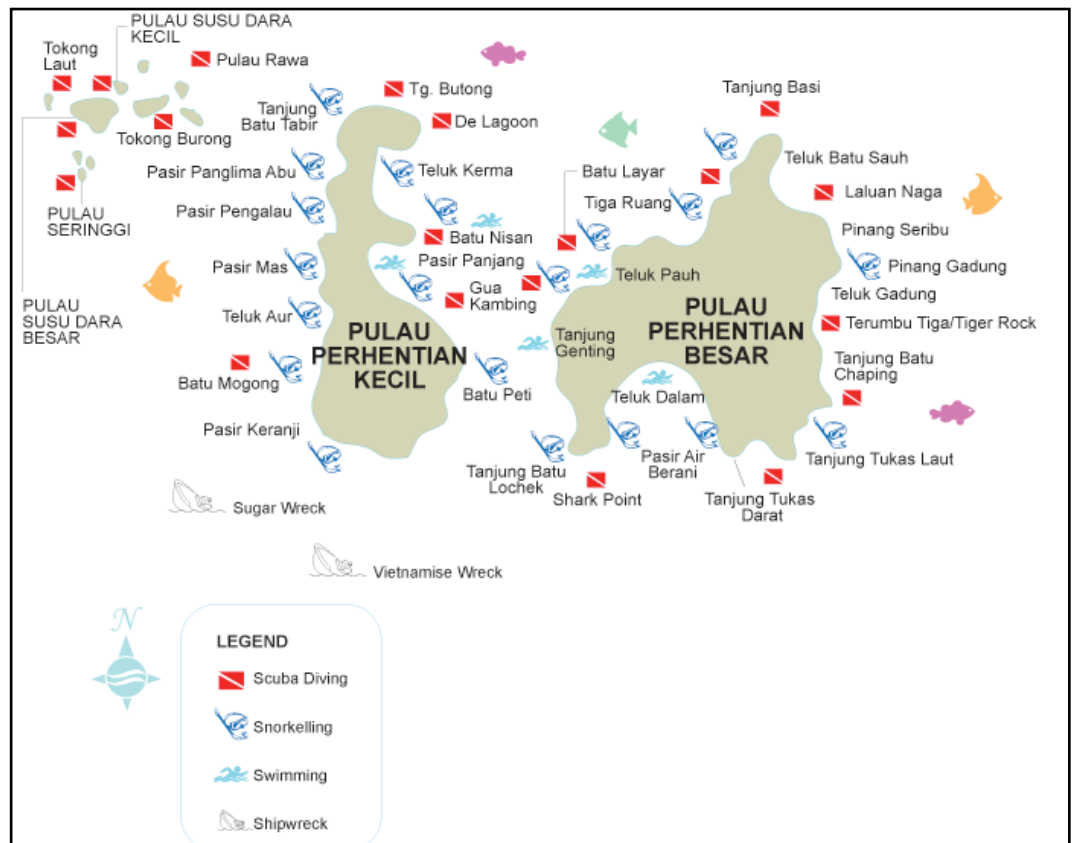 PULAU SUSU DARA
KECIL
Tokong
Laut
Pulau Rawa
Tokong Burong
PULAU
SERINGGI
PULAU
SUSU DARA
BESAR
Tanjung
Batu Tabir
Tg. Butong
De Lagoon
Pasir Panglima Abu
Teluk Kerma
Pasir Pengalau
Batu Nisan
Pasir Mas
Pasir Panjang
Gua
Kambing
Teluk Aur
PULAU
PERHENTIAN
KECIL
Batu Mogong
Batu Peti
Pasir Keranji
Tanjung Basi
Teluk Batu Sauh
Batu Layar
Laluan Naga
Tiga Ruang
Pinang Seribu
Pinang Gadung
Teluk Pauh
Teluk Gadung
PULAU
PERHENTIAN
BESAR
Terumbu Tiga/Tiger Rock
Tanjung
Genting
Tanjung Batu
Chaping
Teluk Dalam
Tanjung Batu
Lochek
Pasir Air
Berani
Tanjung Tukas Laut
Shark Point
Tanjung Tukas
Darat
Sugar Wreck
Vietnamise Wreck
N
LEGEND
Scuba Diving
Snorkelling
Swimming
Shipwreck